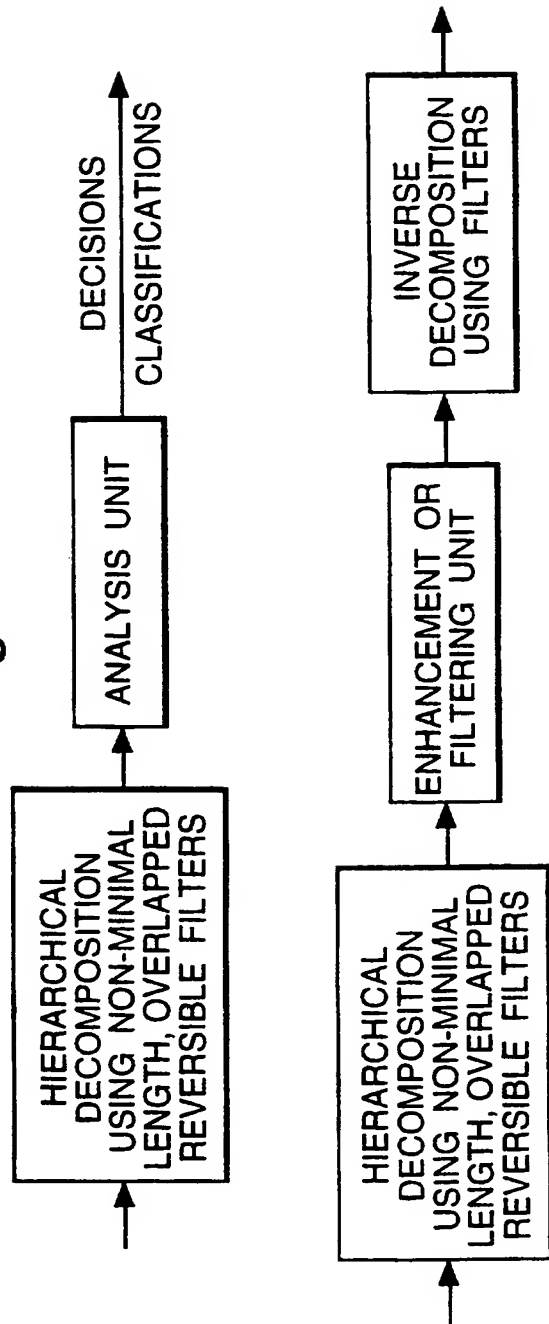 HIERARCHICAL
DECOMPOSITION
USING NON-MINIMAL
LENGTH, OVERLAPPED
REVERSIBLE FILTERS
ANALYSIS UNIT
DECISIONS
CLASSIFICATIONS
HIERARCHICAL
DECOMPOSITION
USING NON-MINIMAL
LENGTH, OVERLAPPED
REVERSIBLE FILTERS
ENHANCEMENT OR
FILTERING UNIT
INVERSE
DECOMPOSITION
USING FILTERS